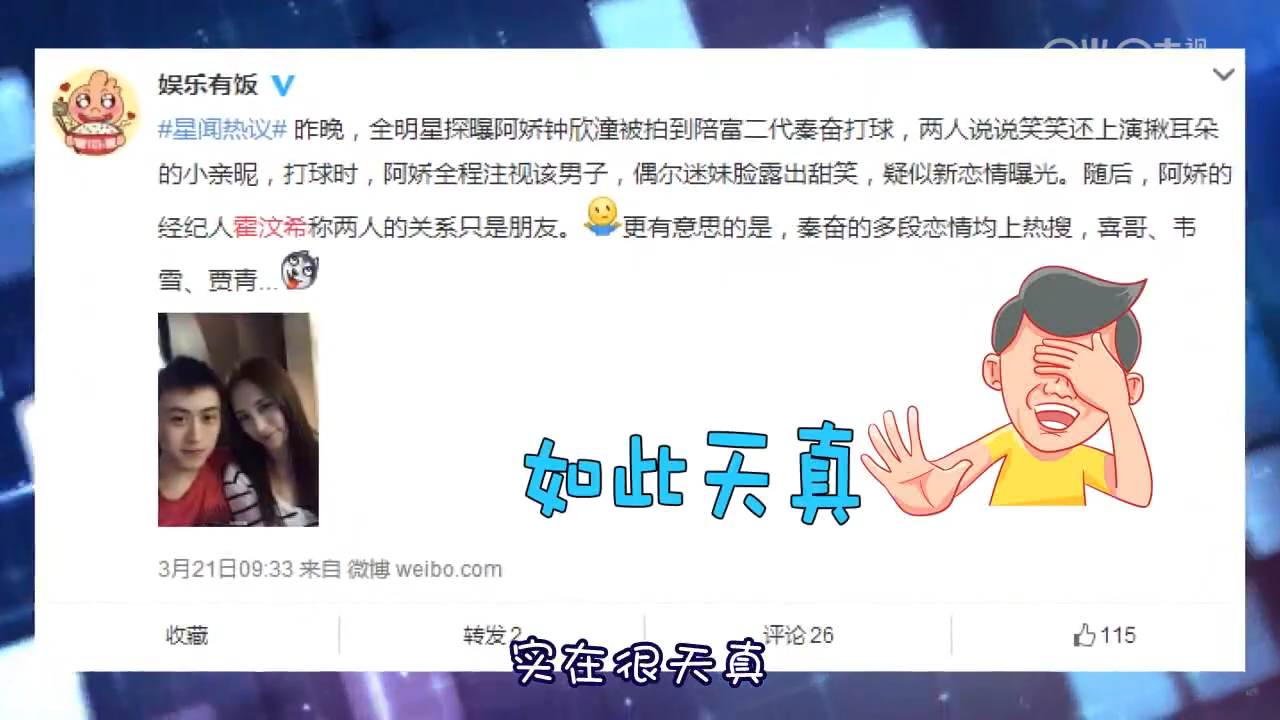 娱乐有饭
#星闻热议# 昨晚，全明星探曝阿娇钟欣潼被拍到陪富二代秦奋打球，两人说说笑笑还上演揪耳朵
的小亲昵，打球时，阿娇全程注视该男子，偶尔迷妹脸露出甜笑，疑似新恋情曝光。随后，阿娇的
经纪人霍汶希称两人的关系只是朋友。更有意思的是，秦奋的多段恋情均上热搜，喜哥、韦
雪、贾青...
如此天真
3月21日09:33 来自 微博 weibo.com
收藏 转发 2 评论 26 115
实在很天真